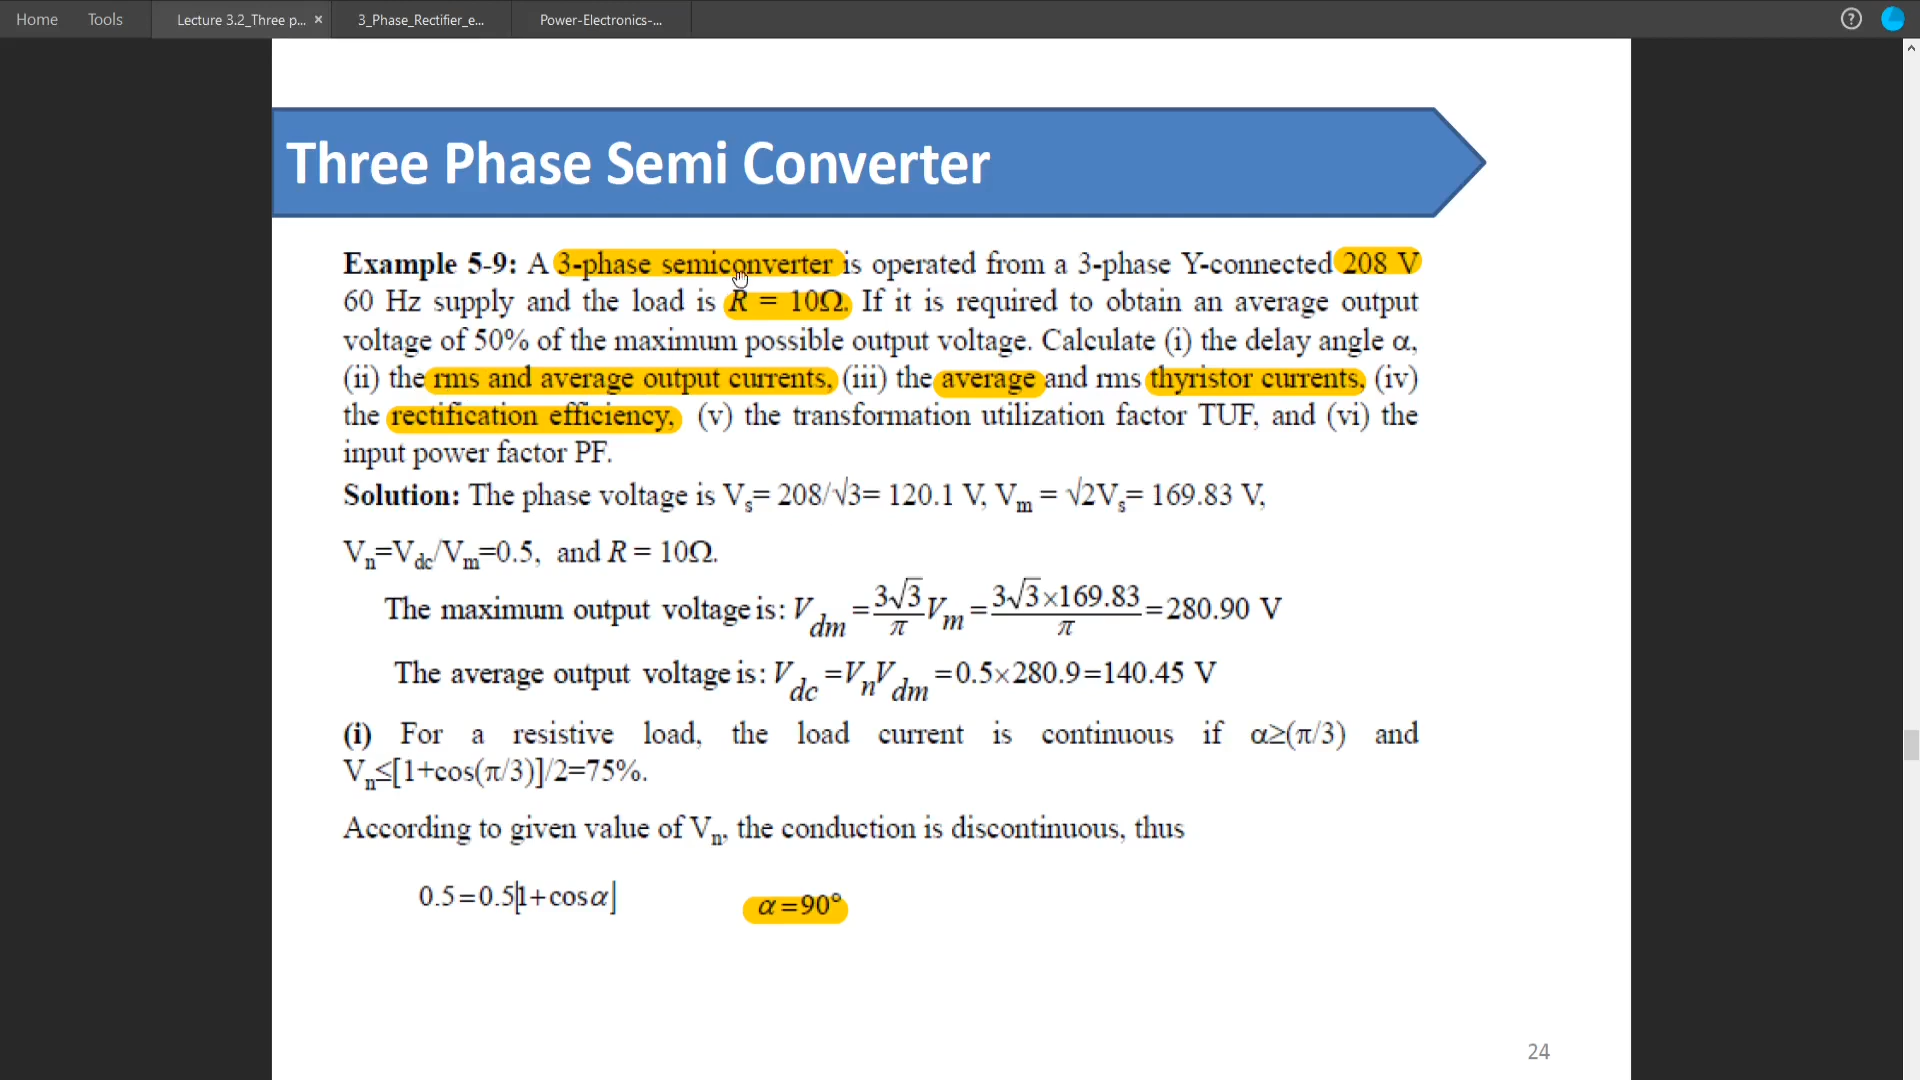 Home Tools Lecture 3.2_Three p... × 3_Phase_Rectifier_e... Power-Electronics-... ?
Three Phase Semi Converter
Example 5-9: A 3-phase semiconverter is operated from a 3-phase Y-connected 208 V
60 Hz supply and the load is R = 10Ω. If it is required to obtain an average output
voltage of 50% of the maximum possible output voltage. Calculate (i) the delay angle α,
(ii) the rms and average output currents, (iii) the average and rms thyristor currents, (iv)
the rectification efficiency, (v) the transformation utilization factor TUF, and (vi) the
input power factor PF.
Solution: The phase voltage is Vs= 208/√3= 120.1 V, Vm = √2Vs= 169.83 V,
Vn=Vdc/Vm=0.5, and R = 10Ω.
The maximum output voltage is: Vdm = 3√3/π Vm = 3√3×169.83/π = 280.90 V
The average output voltage is: Vdc =VnVdm =0.5×280.9=140.45 V
(i) For a resistive load, the load current is continuous if α≥(π/3) and
Vn≤[1+cos(π/3)]/2=75%.
According to given value of Vn, the conduction is discontinuous, thus
0.5=0.5[1+cosα] α=90°
24